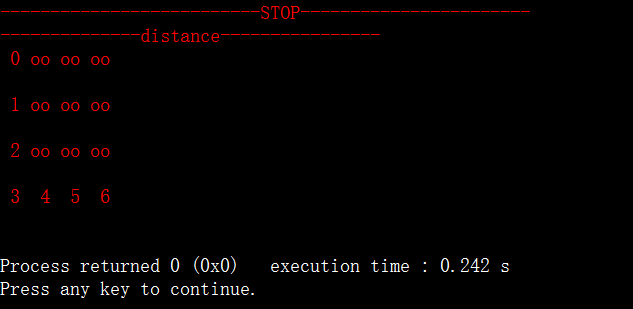 --------------------------STOP-----------------------
--------------distance----------------
0 oo oo oo
1 oo oo oo
2 oo oo oo
3 4 5 6
Process returned 0 (0x0)   execution time : 0.242 s
Press any key to continue.